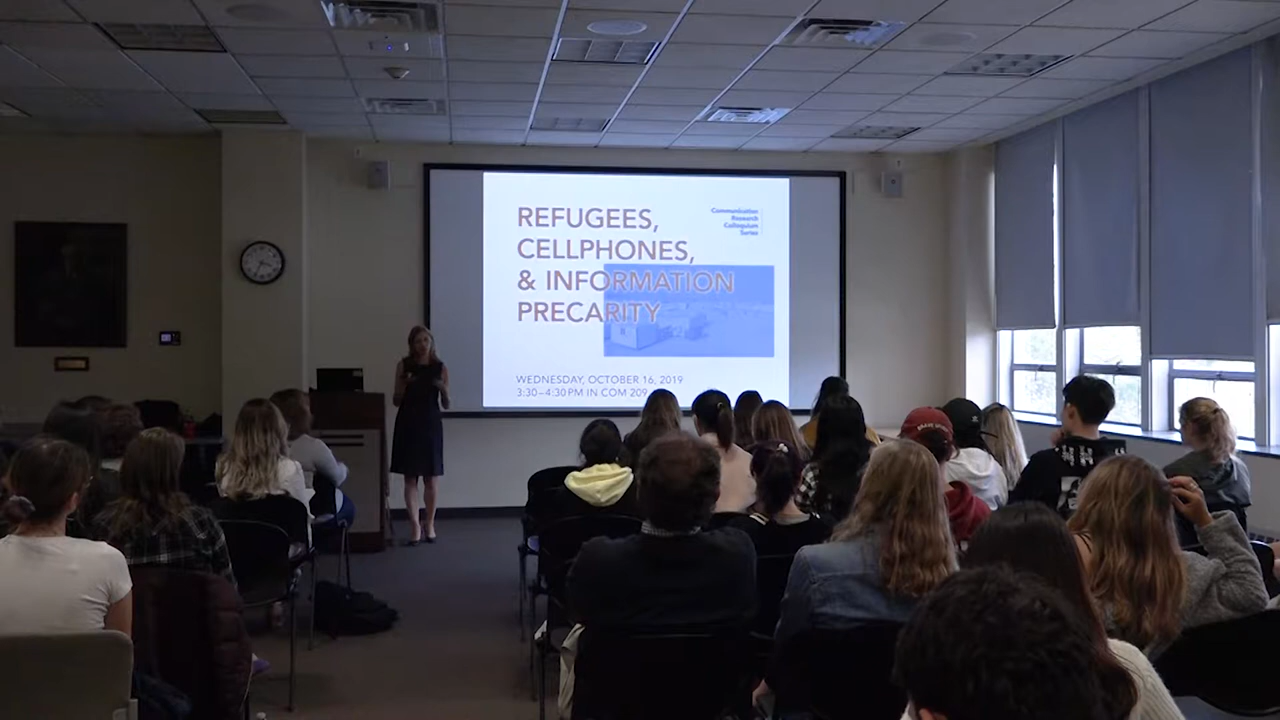 REFUGEES,
CELLPHONES,
& INFORMATION
PRECARITY
Communication
Research
Colloquium
Series
WEDNESDAY, OCTOBER 16, 2019
3:30–4:30 PM IN COM 209